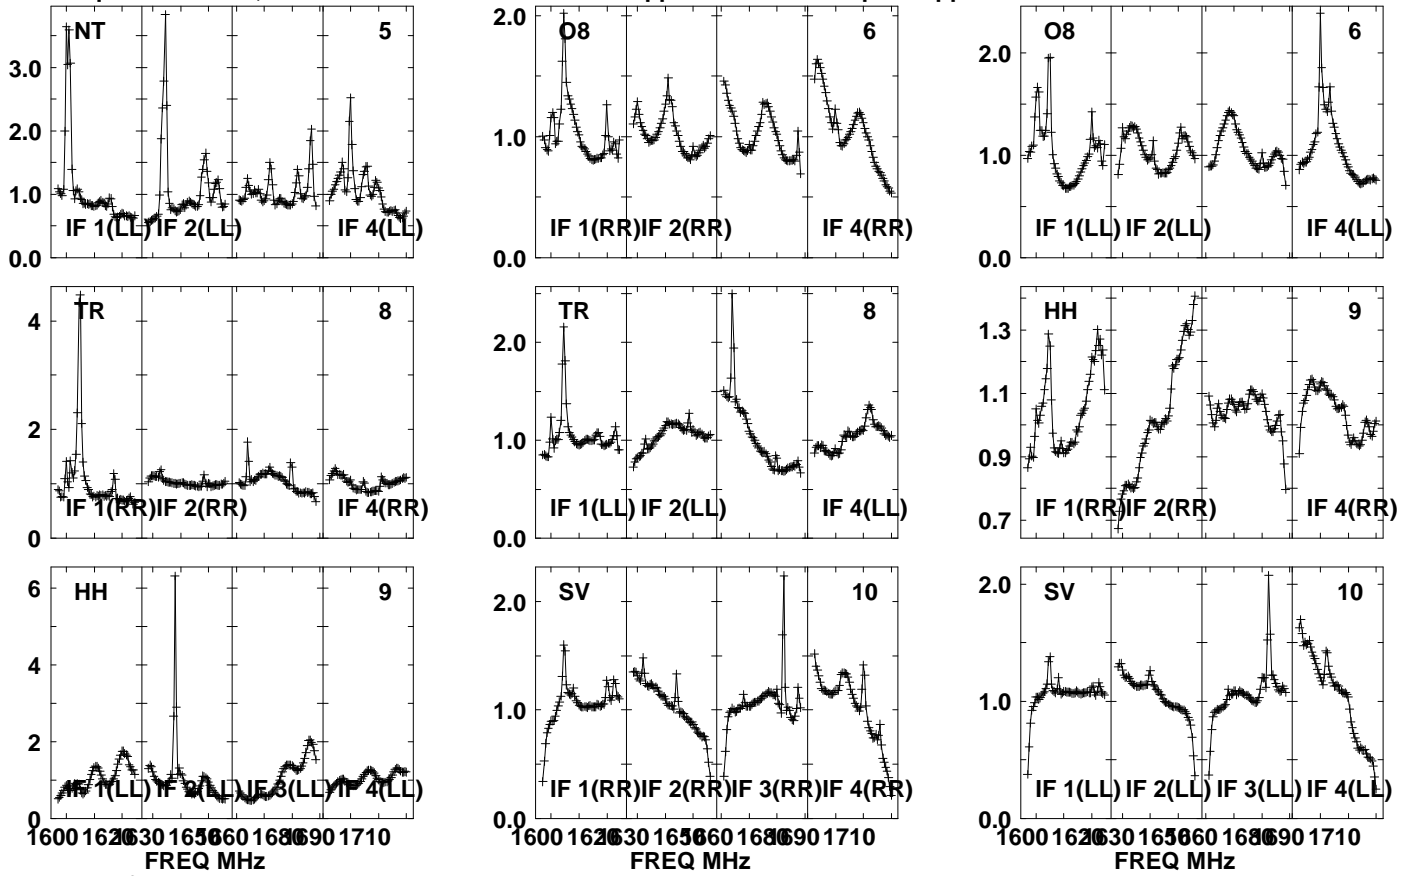 NT 5 O8 6 O8 6
3.0 2.0 1.0 0.0
2.0 1.0 0.0
2.0 1.0 0.0
IF 1(LL) IF 2(LL) IF 4(LL) IF 1(RR) IF 2(RR) IF 4(RR) IF 1(LL) IF 2(LL) IF 4(LL)
TR 8 TR 8 HH 9
4 2 0
2.0 1.0 0.0
1.3 1.1 0.9 0.7
IF 1(RR) IF 2(RR) IF 4(RR) IF 1(LL) IF 2(LL) IF 4(LL) IF 1(RR) IF 2(RR) IF 4(RR)
HH 9 SV 10 SV 10
6 4 2 0
2.0 1.0 0.0
2.0 1.0 0.0
IF 1(LL) IF 2(LL) IF 3(LL) IF 4(LL) IF 1(RR) IF 2(RR) IF 3(RR) IF 4(RR) IF 1(LL) IF 2(LL) IF 3(LL) IF 4(LL)
1600 1620 1630 1650 1660 1680 1690 1710 1600 1620 1630 1650 1660 1680 1690 1710 1600 1620 1630 1650 1660 1680 1690 1710
FREQ MHz FREQ MHz FREQ MHz